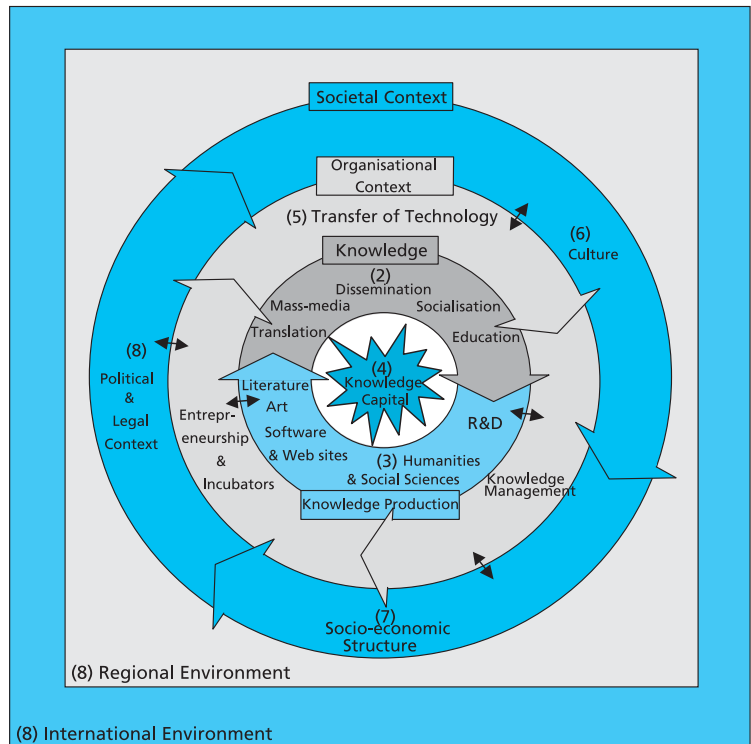 Societal Context
Organisational
Context
(5) Transfer of Technology
(6)
Culture
Knowledge
(2)
Dissemination
Mass-media
Socialisation
Translation
Education
(8)
Political
&
Legal
Context
(4)
Knowledge
Capital
Literature
Art
Software
& Web sites
R&D
Entrepr-
eneurship
&
Incubators
(3) Humanities
& Social Sciences
Knowledge
Management
Knowledge Production
(7)
Socio-economic
Structure
(8) Regional Environment
(8) International Environment